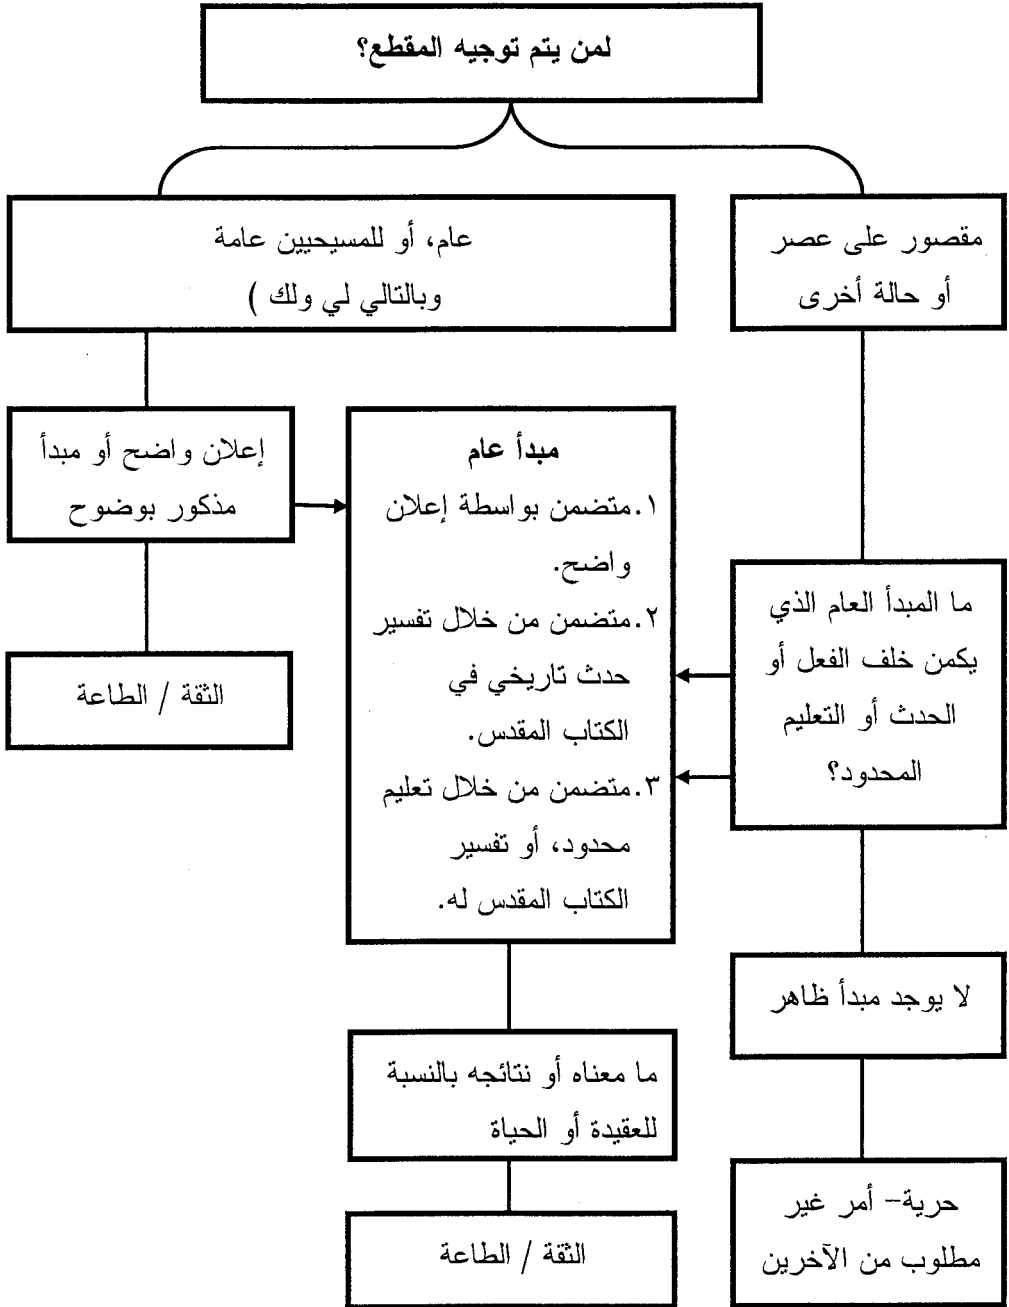 لمن يتم توجيه المقطع؟
مقصور على عصر
أو حالة أخرى
عام، أو للمسيحيين عامة
وبالتالي لي ولك )
إعلان واضح أو مبدأ
مذكور بوضوح
الثقة / الطاعة
مبدأ عام
١.متضمن بواسطة إعلان
واضح.
٢.متضمن من خلال تفسير
حدث تاريخي في
الكتاب المقدس.
٣.متضمن من خلال تعليم
محدود، أو تفسير
الكتاب المقدس له.
ما المبدأ العام الذي
يكمن خلف الفعل أو
الحدث أو التعليم
المحدود؟
لا يوجد مبدأ ظاهر
حرية– أمر غير
مطلوب من الآخرين
ما معناه أو نتائجه بالنسبة
للعقيدة أو الحياة
الثقة / الطاعة